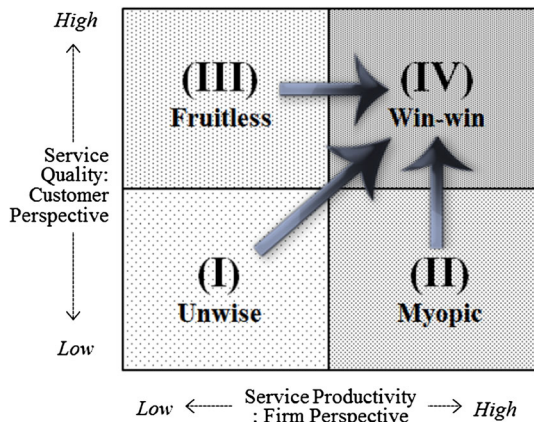 High
(III)
Fruitless
(IV)
Win-win
Service
Quality:
Customer
Perspective
(I)
Unwise
(II)
Myopic
Low
Low
Service Productivity
: Firm Perspective
High